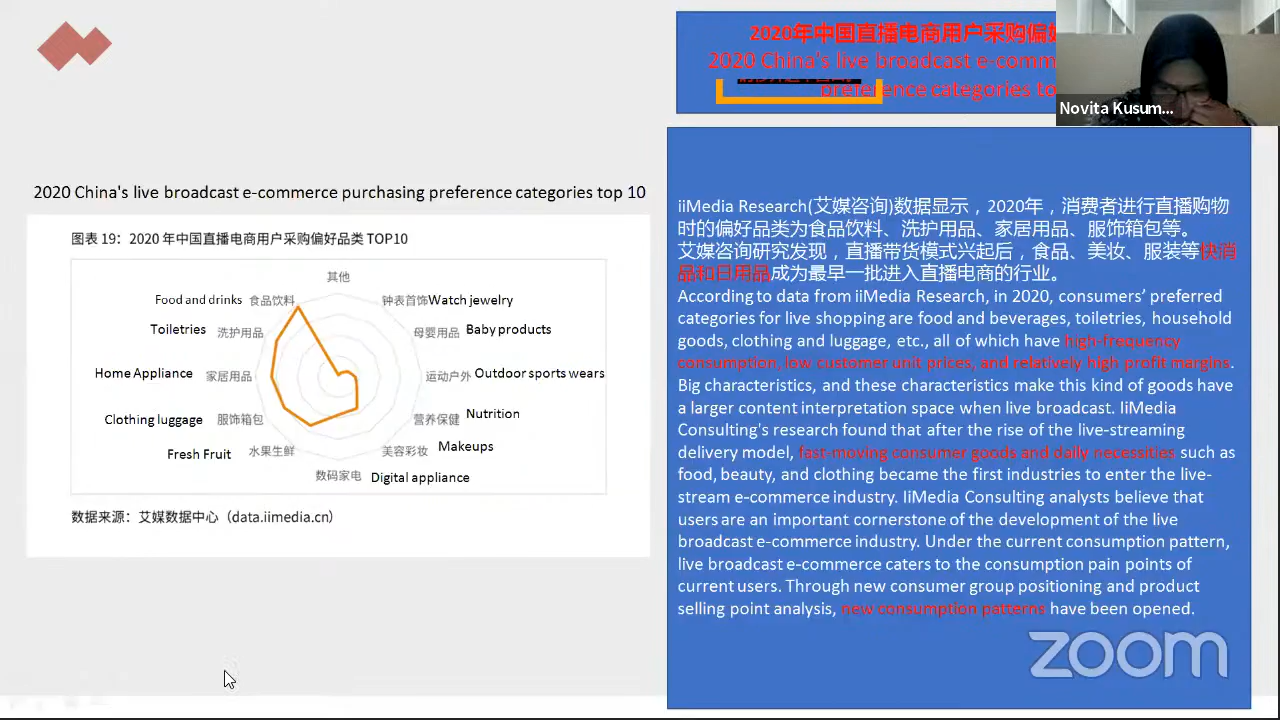 2020年中国直播电商用户采购偏好
2020 China's live broadcast e-comm
preference categories to
Novita Kusum...
2020 China's live broadcast e-commerce purchasing preference categories top 10
图表 19：2020 年中国直播电商用户采购偏好品类 TOP10
其他
Food and drinks 食品饮料
钟表首饰 Watch jewelry
Toiletries 洗护用品
母婴用品 Baby products
Home Appliance 家居用品
运动户外 Outdoor sports wears
Clothing luggage 服饰箱包
营养保健 Nutrition
Fresh Fruit 水果生鲜
美容彩妆 Makeups
数码家电 Digital appliance
数据来源：艾媒数据中心（data.iimedia.cn）
iiMedia Research(艾媒咨询)数据显示，2020年，消费者进行直播购物
时的偏好品类为食品饮料、洗护用品、家居用品、服饰箱包等。
艾媒咨询研究发现，直播带货模式兴起后，食品、美妆、服装等快消
品和日用品成为最早一批进入直播电商的行业。
According to data from iiMedia Research, in 2020, consumers' preferred
categories for live shopping are food and beverages, toiletries, household
goods, clothing and luggage, etc., all of which have high-frequency
consumption, low customer unit prices, and relatively high profit margins.
Big characteristics, and these characteristics make this kind of goods have
a larger content interpretation space when live broadcast. IiMedia
Consulting's research found that after the rise of the live-streaming
delivery model, fast-moving consumer goods and daily necessities such as
food, beauty, and clothing became the first industries to enter the live-
stream e-commerce industry. IiMedia Consulting analysts believe that
users are an important cornerstone of the development of the live
broadcast e-commerce industry. Under the current consumption pattern,
live broadcast e-commerce caters to the consumption pain points of
current users. Through new consumer group positioning and product
selling point analysis, new consumption patterns have been opened.
zoom